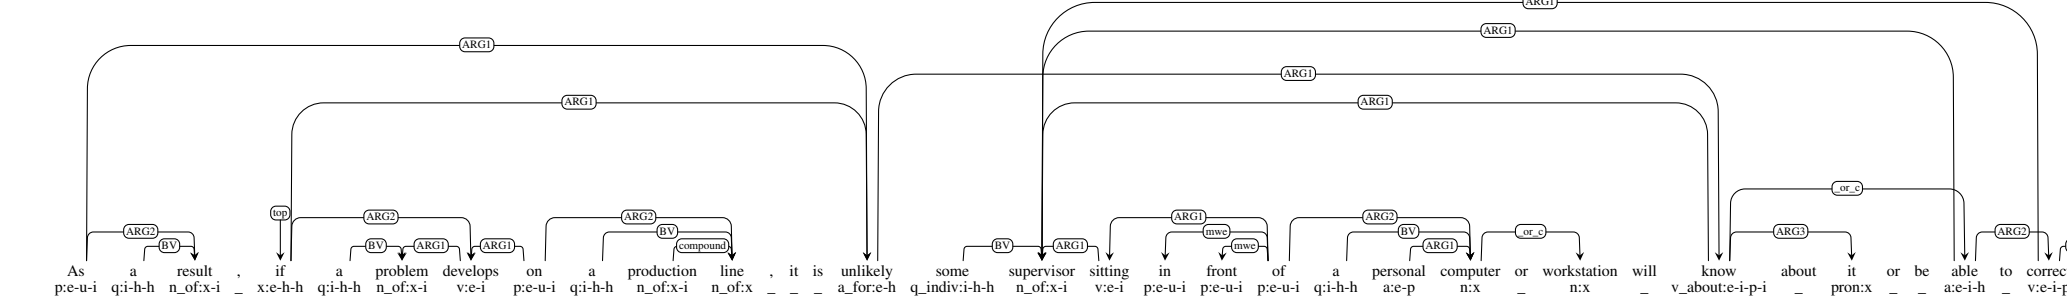 ARG1
ARG1 ARG1
ARG1
ARG1 ARG1
_or_c
top ARG2 ARG2 ARG1 ARG2
ARG2 BV mwe BV _or_c ARG3 ARG2
BV BV ARG1 ARG1 compound BV ARG1 mwe ARG1
As a result , if a problem develops on a production line , it is unlikely some supervisor sitting in front of a personal computer or workstation will know about it or be able to correc
p:e-u-i q:i-h-h n_of:x-i _ x:e-h-h q:i-h-h n_of:x-i v:e-i p:e-u-i q:i-h-h n_of:x-i n_of:x _ _ _ a_for:e-h q_indiv:i-h-h n_of:x-i v:e-i p:e-u-i p:e-u-i p:e-u-i q:i-h-h a:e-p n:x _ n:x _ v_about:e-i-p-i _ pron:x _ _ a:e-i-h _ v:e-i-p